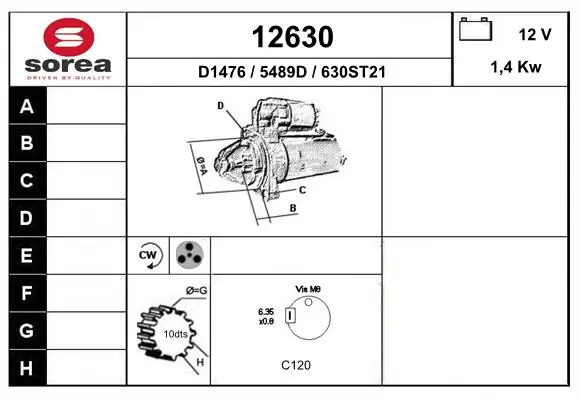 sorea
DRIVEN BY QUALITY
12630
D1476 / 5489D / 630ST21
12 V
1,4 Kw
A
B
C
D
E
F
G
H
D
Ø=A
C
B
CW
Ø=G
10dts
H
Vis M8
6.35
x0.8
C120